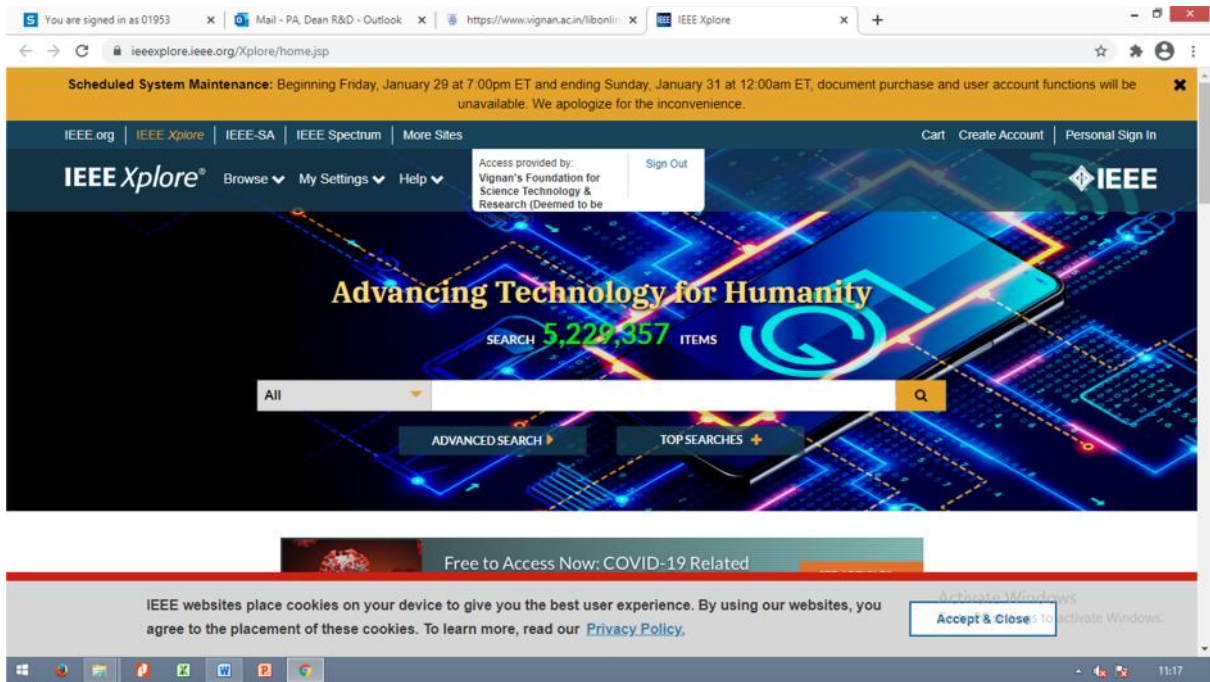 You are signed in as 01953
Mail - PA, Dean R&D - Outlook
https://www.vignan.ac.in/libonlin
IEEE Xplore
ieeexplore.ieee.org/Xplore/home.jsp
Scheduled System Maintenance: Beginning Friday, January 29 at 7:00pm ET and ending Sunday, January 31 at 12:00am ET, document purchase and user account functions will be
unavailable. We apologize for the inconvenience.
IEEE.org | IEEE Xplore | IEEE-SA | IEEE Spectrum | More Sites
Cart Create Account | Personal Sign In
IEEE Xplore®
Browse My Settings Help
Access provided by:
Vignan's Foundation for
Science Technology &
Research (Deemed to be
Sign Out
IEEE
Advancing Technology for Humanity
SEARCH 5,229,357 ITEMS
All
ADVANCED SEARCH
TOP SEARCHES
Free to Access Now: COVID-19 Related
IEEE websites place cookies on your device to give you the best user experience. By using our websites, you
agree to the placement of these cookies. To learn more, read our Privacy Policy.
Accept & Close
Activate Windows
to activate Windows.
11:17